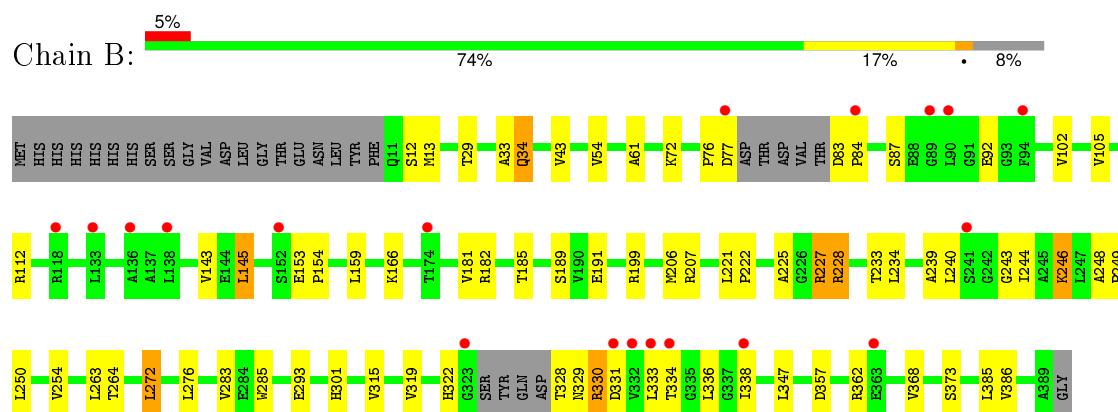 5%
Chain B:
74% 17% • 8%
MET HIS HIS HIS HIS HIS HIS SER SER GLY VAL ASP LEU GLY THR GLU ASN LEU TYR PHE Q11 S12 M13 T29 A33 Q34 V43 V54 A61 K72 P76 D77 ASP THR ASP VAL THR D83 P84 S87 E88 G89 L90 G91 E92 G93 F94 V102 V105
R112 R118 L133 A136 A137 L138 V143 E144 L145 S152 E153 P154 L159 K166 T174 V181 R182 T185 S189 V190 E191 R199 M206 R207 L221 P222 A225 G226 R227 R228 T233 L234 A239 L240 S241 G242 G243 I244 A245 K246 L247 A248 P249
L250 V254 L263 T264 L272 L276 V283 E284 W285 E293 H301 V315 V319 H322 G323 SER TYR GLN ASP T328 N329 R330 D331 V332 L333 T334 G335 L336 G337 I338 L347 D357 R362 E363 V368 S373 L385 V386 A389 GLY